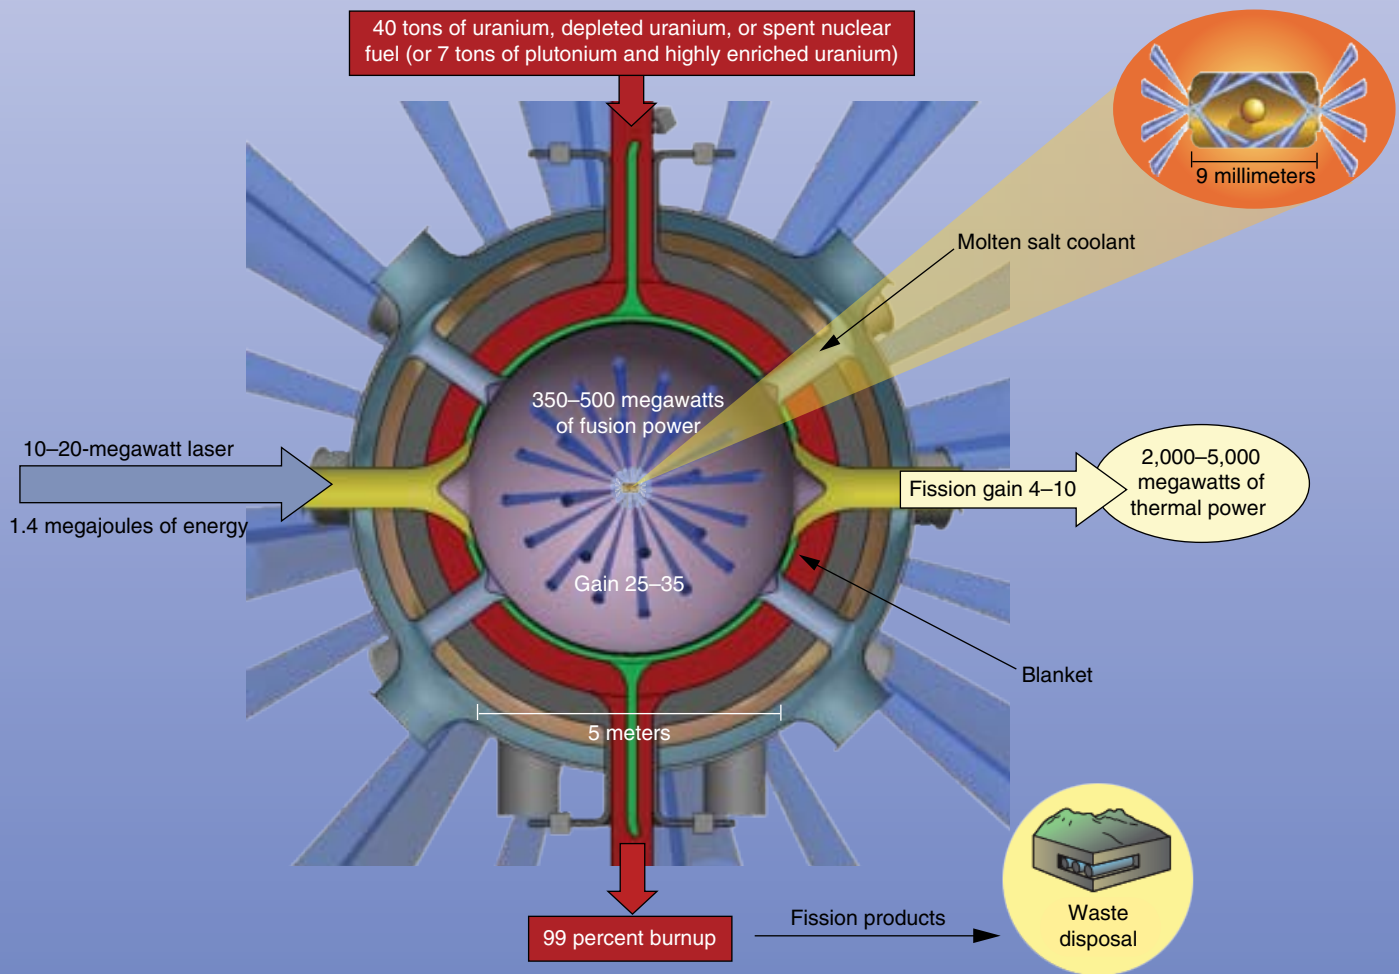 40 tons of uranium, depleted uranium, or spent nuclear
fuel (or 7 tons of plutonium and highly enriched uranium)
9 millimeters
Molten salt coolant
350–500 megawatts
of fusion power
10–20-megawatt laser
1.4 megajoules of energy
Fission gain 4–10
2,000–5,000
megawatts of
thermal power
Gain 25–35
Blanket
5 meters
99 percent burnup
Fission products
Waste
disposal